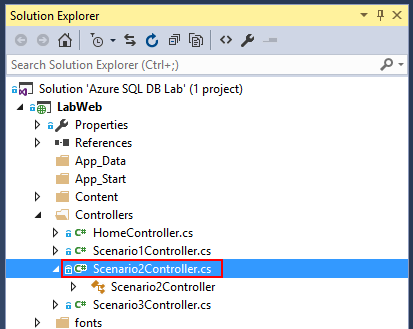 Solution Explorer
Search Solution Explorer (Ctrl+;)
Solution 'Azure SQL DB Lab' (1 project)
LabWeb
Properties
References
App_Data
App_Start
Content
Controllers
C# HomeController.cs
C# Scenario1Controller.cs
C# Scenario2Controller.cs
Scenario2Controller
C# Scenario3Controller.cs
fonts